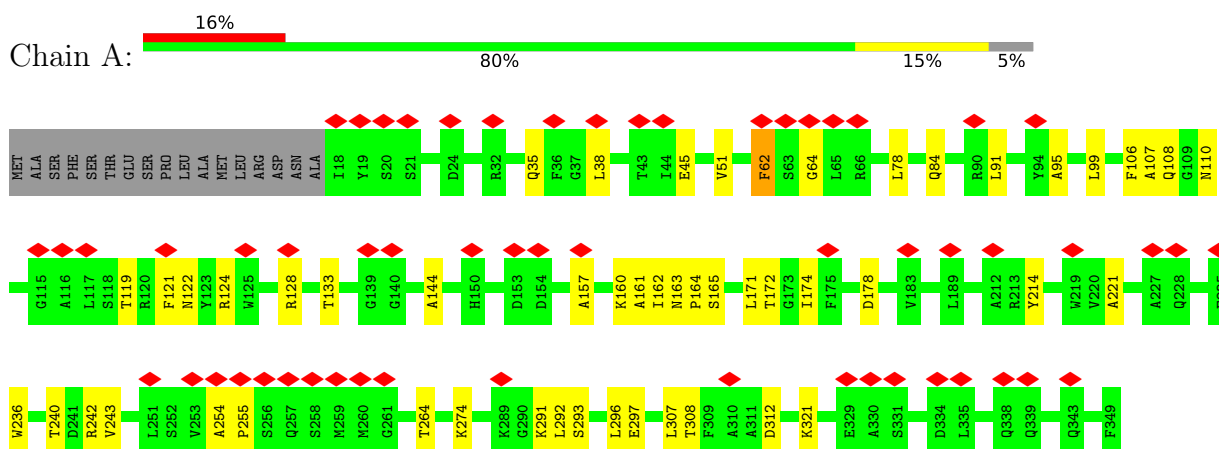 16%
Chain A:
80% 15% 5%
MET ALA SER PHE SER THR GLU SER PRO LEU ALA MET LEU ARG ASP ASN ALA I18 Y19 S20 S21 D24 R32 Q35 F36 G37 L38 T43 I44 E45 V51 F62 S63 G64 L65 R66 L78 Q84 R90 L91 Y94 A95 L99 F106 A107 Q108 G109 N110
G115 A116 L117 S118 T119 R120 F121 N122 Y123 R124 W125 R128 T133 G139 G140 A144 H150 D153 D154 A157 K160 A161 I162 N163 P164 S165 L171 T172 G173 I174 F175 D178 V183 L189 A212 R213 Y214 W219 V220 A221 A227 Q228
W236 T240 D241 R242 V243 L251 S252 V253 A254 P255 S256 Q257 S258 M259 M260 G261 T264 K274 K289 G290 K291 L292 S293 L296 E297 L307 T308 F309 A310 A311 D312 K321 E329 A330 S331 D334 L335 Q338 Q339 Q343 F349